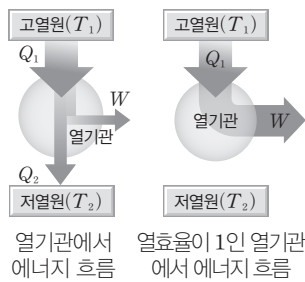 고열원(T₁)
Q₁
W
열기관
Q₂
저열원(T₂)
열기관에서
에너지 흐름
고열원(T₁)
Q₁
열기관
W
저열원(T₂)
열효율이 1인 열기관
에서 에너지 흐름